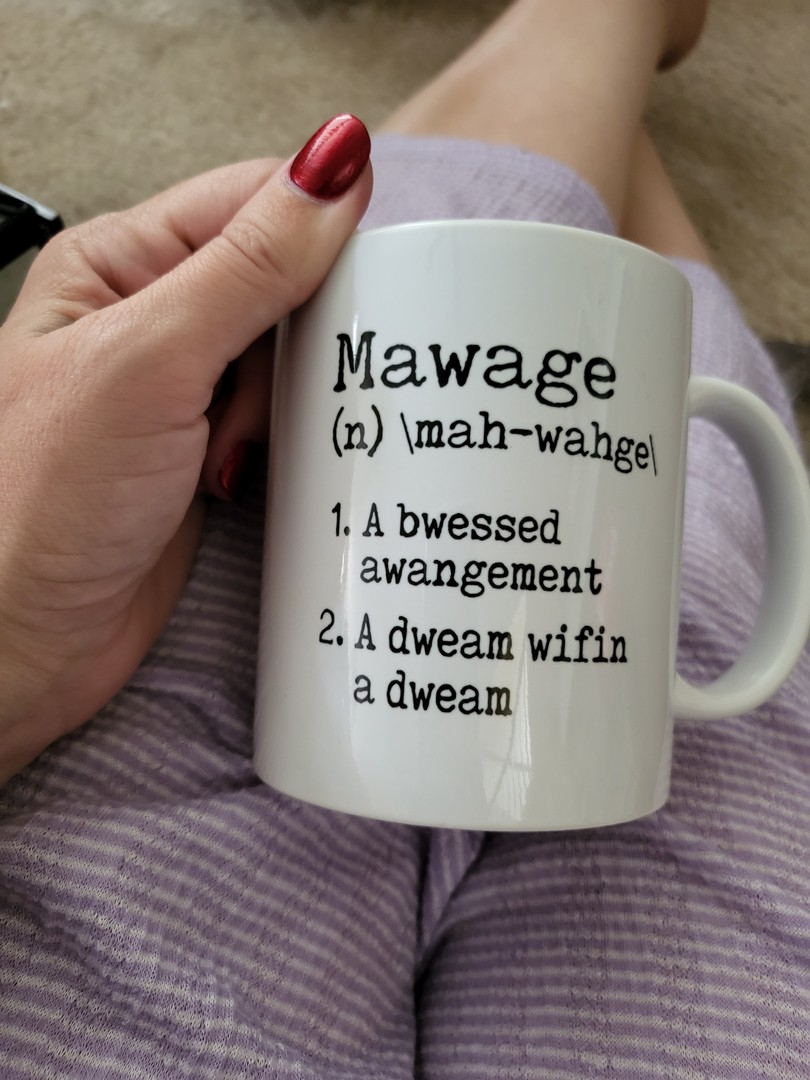 Mawage
(n) \mah-wahge\
1. A bwessed
awangement
2. A dweam wifin
a dweam